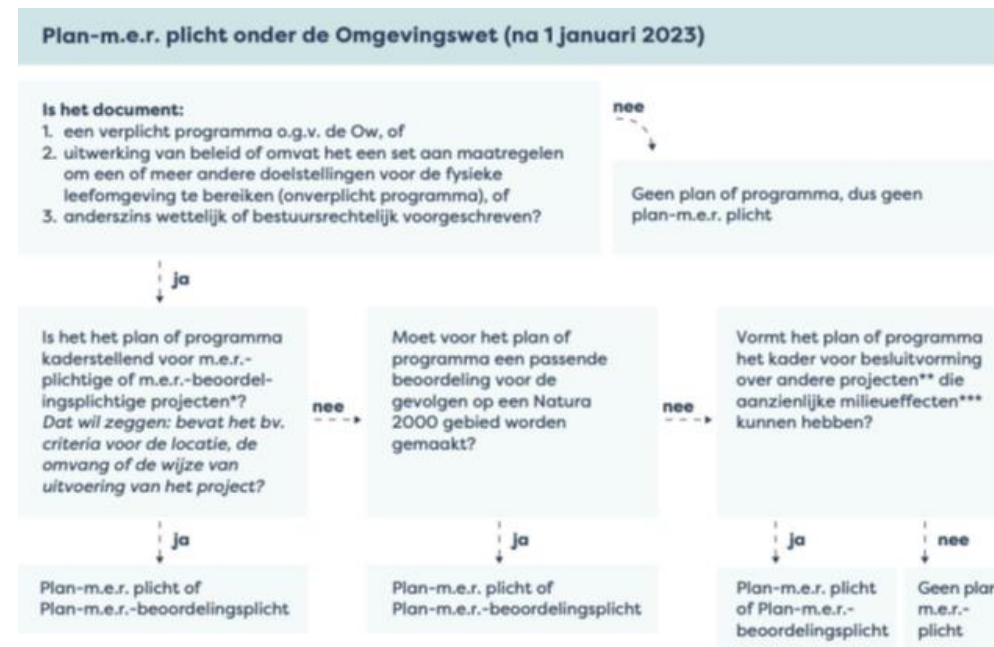 Plan-m.e.r. plicht onder de Omgevingswet (na 1 januari 2023)
Is het document:
1. een verplicht programma o.g.v. de Ow, of
2. uitwerking van beleid of omvat het een set aan maatregelen
om een of meer andere doelstellingen voor de fysieke
leefomgeving te bereiken (onverplicht programma), of
3. anderszins wettelijk of bestuursrechtelijk voorgeschreven?
nee
Geen plan of programma, dus geen
plan-m.e.r. plicht
ja
Is het het plan of programma
kaderstellend voor m.e.r.-
plichtige of m.e.r.-beoordel-
ingsplichtige projecten*?
Dat wil zeggen: bevat het bv.
criteria voor de locatie, de
omvang of de wijze van
uitvoering van het project?
nee
Moet voor het plan of
programma een passende
beoordeling voor de
gevolgen op een Natura
2000 gebied worden
gemaakt?
nee
Vormt het plan of programma
het kader voor besluitvorming
over andere projecten** die
aanzienlijke milieueffecten***
kunnen hebben?
ja
Plan-m.e.r. plicht of
Plan-m.e.r.-beoordelingsplicht
ja
Plan-m.e.r. plicht of
Plan-m.e.r.-beoordelingsplicht
ja
Plan-m.e.r. plicht
of Plan-m.e.r.-
beoordelingsplicht
nee
Geen plan
m.e.r.-
plicht